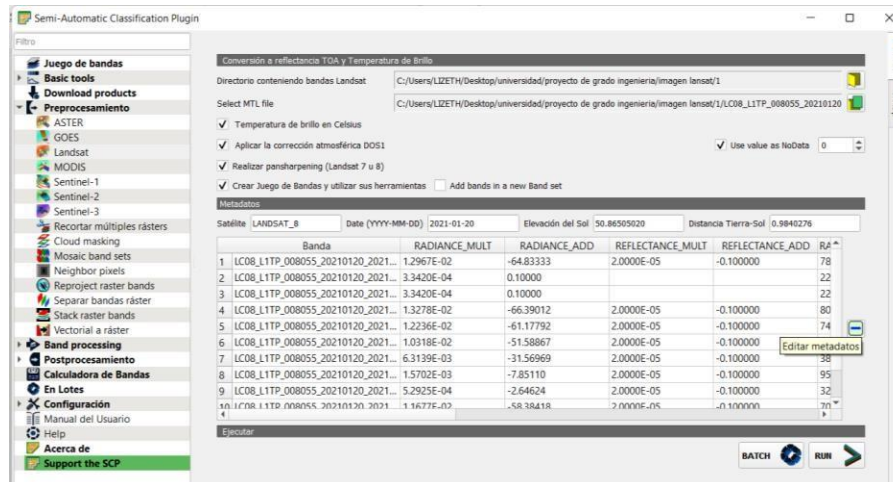 Semi-Automatic Classification Plugin
Filtro
Juego de bandas
Basic tools
Download products
Preprocesamiento
ASTER
GOES
Landsat
MODIS
Sentinel-1
Sentinel-2
Sentinel-3
Recortar múltiples rásters
Cloud masking
Mosaic band sets
Neighbor pixels
Reproject raster bands
Separar bandas ráster
Stack raster bands
Vectorial a ráster
Band processing
Postprocesamiento
Calculadora de Bandas
En Lotes
Configuración
Manual del Usuario
Help
Acerca de
Support the SCP
Conversión a reflectancia TOA y Temperatura de Brillo
Directorio conteniendo bandas Landsat C:/Users/LIZETH/Desktop/universidad/proyecto de grado ingenieria/imagen lansat/1
Select MTL file C:/Users/LIZETH/Desktop/universidad/proyecto de grado ingenieria/imagen lansat/1/LC08_L1TP_008055_20210120
Temperatura de brillo en Celsius
Aplicar la corrección atmosférica DOS1 Use value as NoData 0
Realizar pansharpening (Landsat 7 u 8)
Crear Juego de Bandas y utilizar sus herramientas Add bands in a new Band set
Metadatos
Satélite LANDSAT_8 Date (YYYY-MM-DD) 2021-01-20 Elevación del Sol 50.86505020 Distancia Tierra-Sol 0.9840276
Banda RADIANCE_MULT RADIANCE_ADD REFLECTANCE_MULT REFLECTANCE_ADD RA
1 LC08_L1TP_008055_20210120_2021... 1.2967E-02 -64.83333 2.0000E-05 -0.100000 78
2 LC08_L1TP_008055_20210120_2021... 3.3420E-04 0.10000 22
3 LC08_L1TP_008055_20210120_2021... 3.3420E-04 0.10000 22
4 LC08_L1TP_008055_20210120_2021... 1.3278E-02 -66.39012 2.0000E-05 -0.100000 80
5 LC08_L1TP_008055_20210120_2021... 1.2236E-02 -61.17792 2.0000E-05 -0.100000 74
6 LC08_L1TP_008055_20210120_2021... 1.0318E-02 -51.58867 2.0000E-05 -0.100000
Editar metadatos
7 LC08_L1TP_008055_20210120_2021... 6.3139E-03 -31.56969 2.0000E-05 -0.100000 38
8 LC08_L1TP_008055_20210120_2021... 1.5702E-03 -7.85110 2.0000E-05 -0.100000 95
9 LC08_L1TP_008055_20210120_2021... 5.2925E-04 -2.64624 2.0000E-05 -0.100000 32
10 LC08_L1TP_008055_20210120_2021... 1.1677E-02 -58.38418 2.0000E-05 -0.100000 70
Ejecutar
BATCH RUN